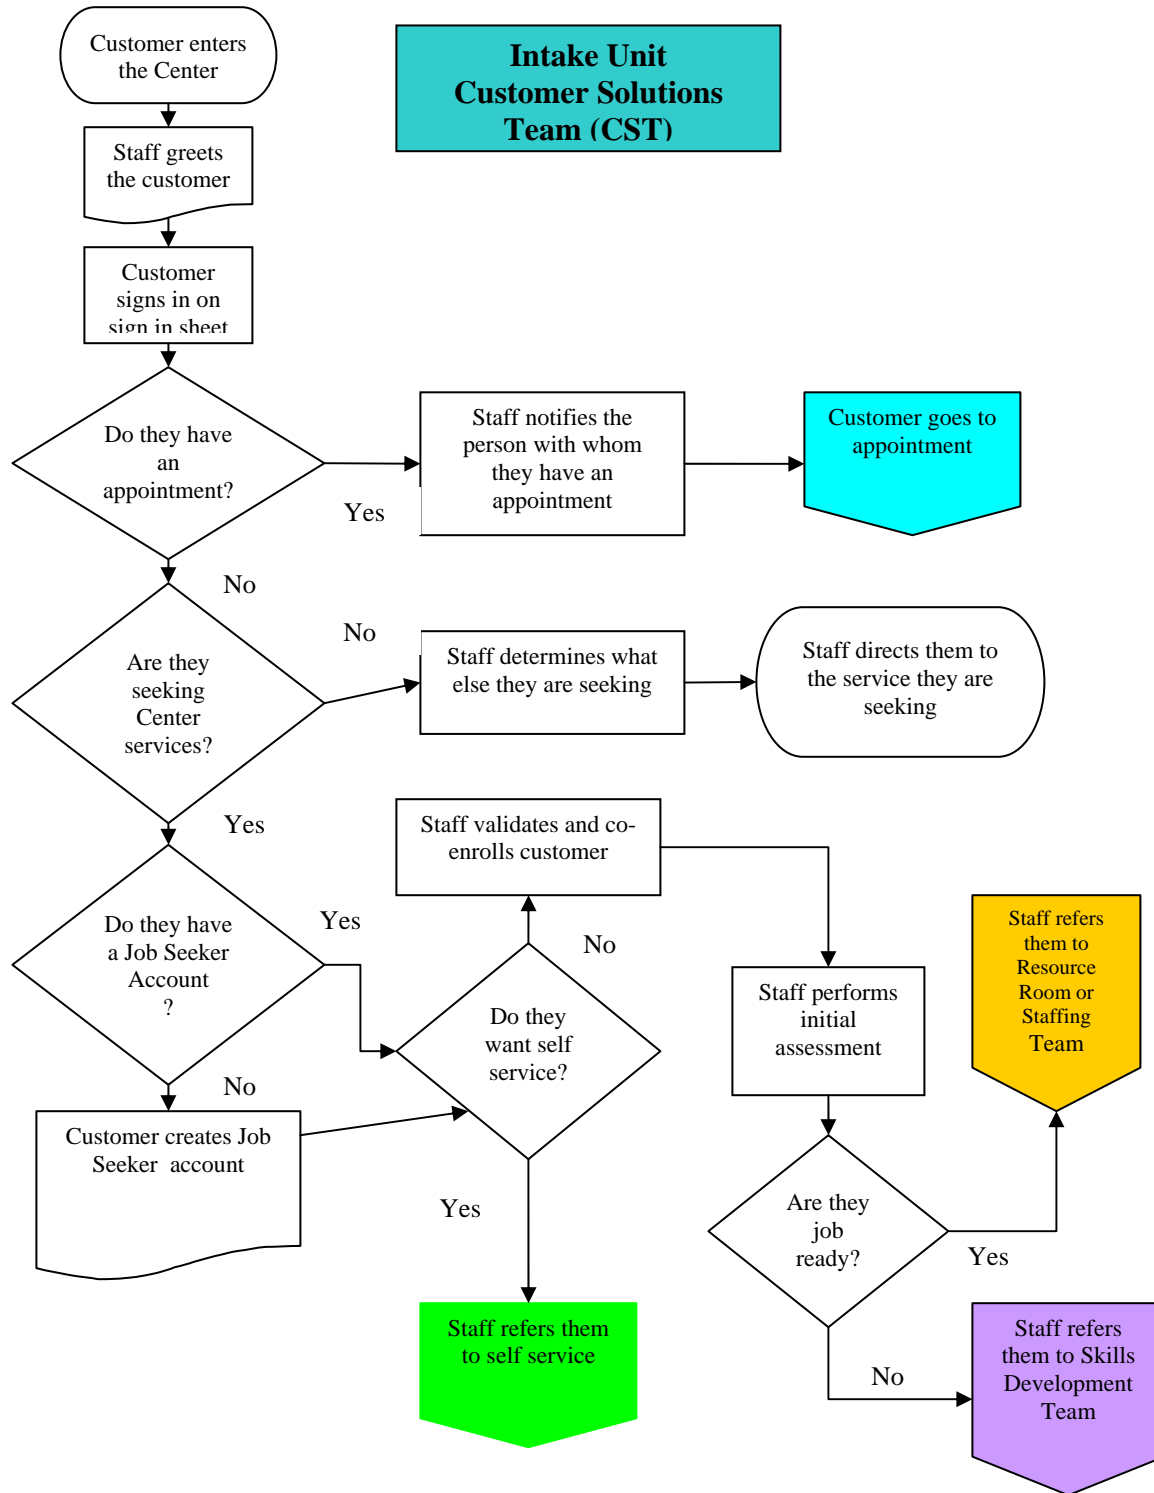 Customer enters
the Center
Intake Unit
Customer Solutions
Team (CST)
Staff greets
the customer
Customer
signs in on
sign in sheet
Do they have
an
appointment?
Yes
Staff notifies the
person with whom
they have an
appointment
Customer goes to
appointment
No
Are they
seeking
Center
services?
No
Staff determines what
else they are seeking
Staff directs them to
the service they are
seeking
Yes
Do they have
a Job Seeker
Account
?
Yes
No
Customer creates Job
Seeker  account
Do they
want self
service?
No
Staff validates and co-
enrolls customer
Yes
Staff refers them
to self service
Staff performs
initial
assessment
Are they
job
ready?
Yes
Staff refers
them to
Resource
Room or
Staffing
Team
No
Staff refers
them to Skills
Development
Team